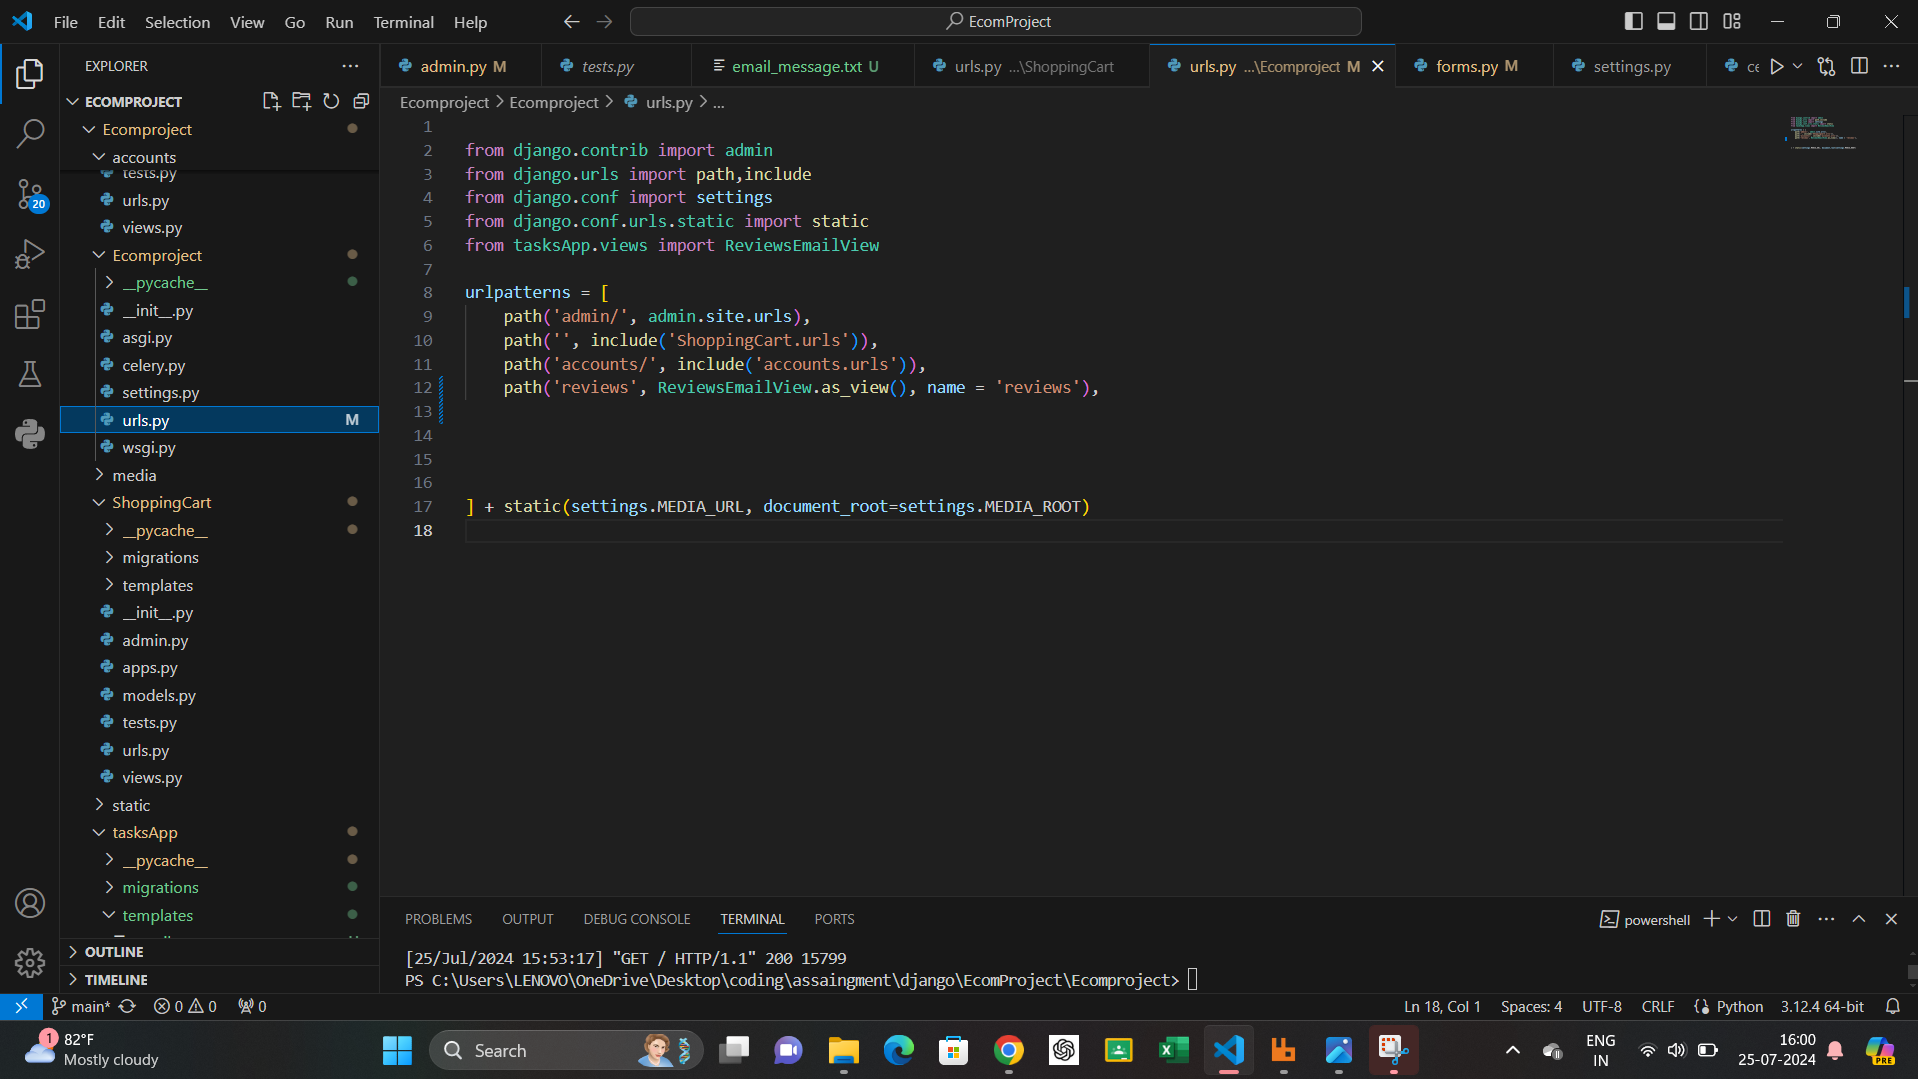 File Edit Selection View Go Run Terminal Help
EcomProject
EXPLORER
admin.py M
tests.py
email_message.txt U
urls.py ...\ShoppingCart
urls.py ...\Ecomproject M
forms.py M
settings.py
ce
ECOMPROJECT
Ecomproject
accounts
tests.py
urls.py
views.py
Ecomproject
__pycache__
__init__.py
asgi.py
celery.py
settings.py
urls.py M
wsgi.py
media
ShoppingCart
__pycache__
migrations
templates
__init__.py
admin.py
apps.py
models.py
tests.py
urls.py
views.py
static
tasksApp
__pycache__
migrations
templates
OUTLINE
TIMELINE
20
Ecomproject > Ecomproject > urls.py > ...
1
2 from django.contrib import admin
3 from django.urls import path,include
4 from django.conf import settings
5 from django.conf.urls.static import static
6 from tasksApp.views import ReviewsEmailView
7
8 urlpatterns = [
9 path('admin/', admin.site.urls),
10 path('', include('ShoppingCart.urls')),
11 path('accounts/', include('accounts.urls')),
12 path('reviews', ReviewsEmailView.as_view(), name = 'reviews'),
13
14
15
16
17 ] + static(settings.MEDIA_URL, document_root=settings.MEDIA_ROOT)
18
PROBLEMS OUTPUT DEBUG CONSOLE TERMINAL PORTS
powershell
[25/Jul/2024 15:53:17] "GET / HTTP/1.1" 200 15799
PS C:\Users\LENOVO\OneDrive\Desktop\coding\assaingment\django\EcomProject\Ecomproject>
main* 0 0 0
Ln 18, Col 1 Spaces: 4 UTF-8 CRLF Python 3.12.4 64-bit
1
82°F
Mostly cloudy
Search
ENG
IN
16:00
25-07-2024
PRE